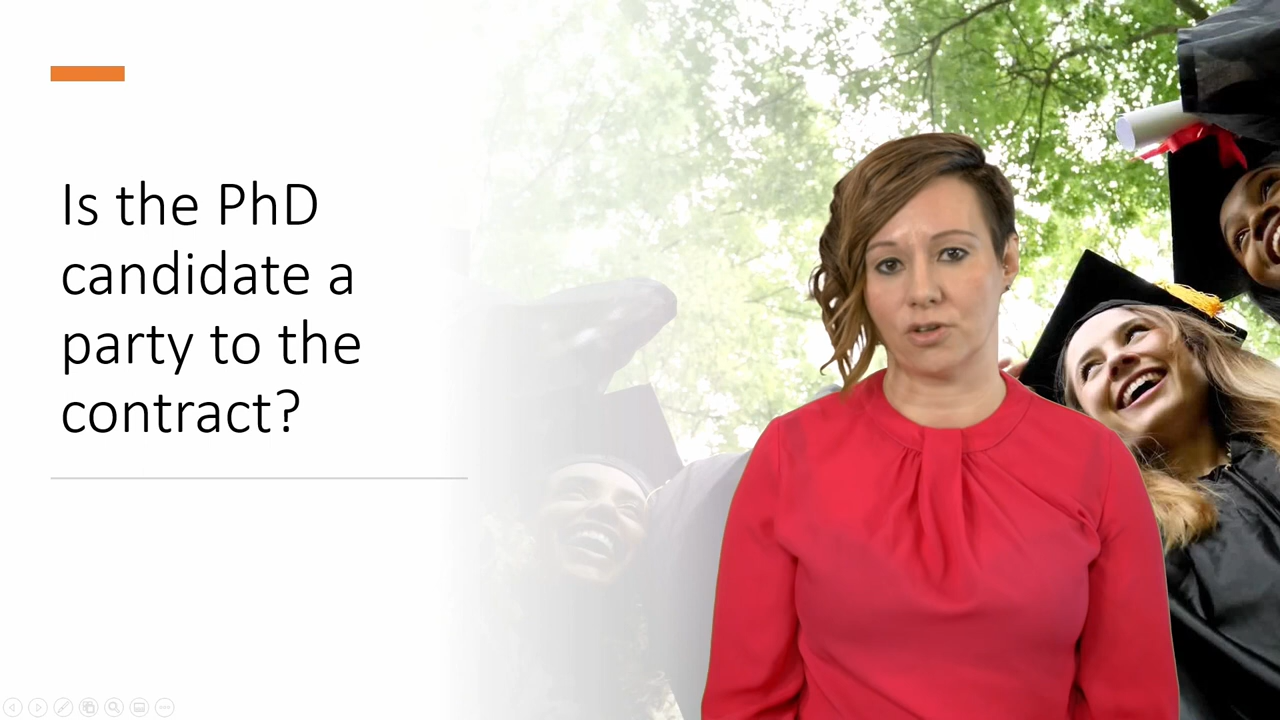 Is the PhD
candidate a
party to the
contract?